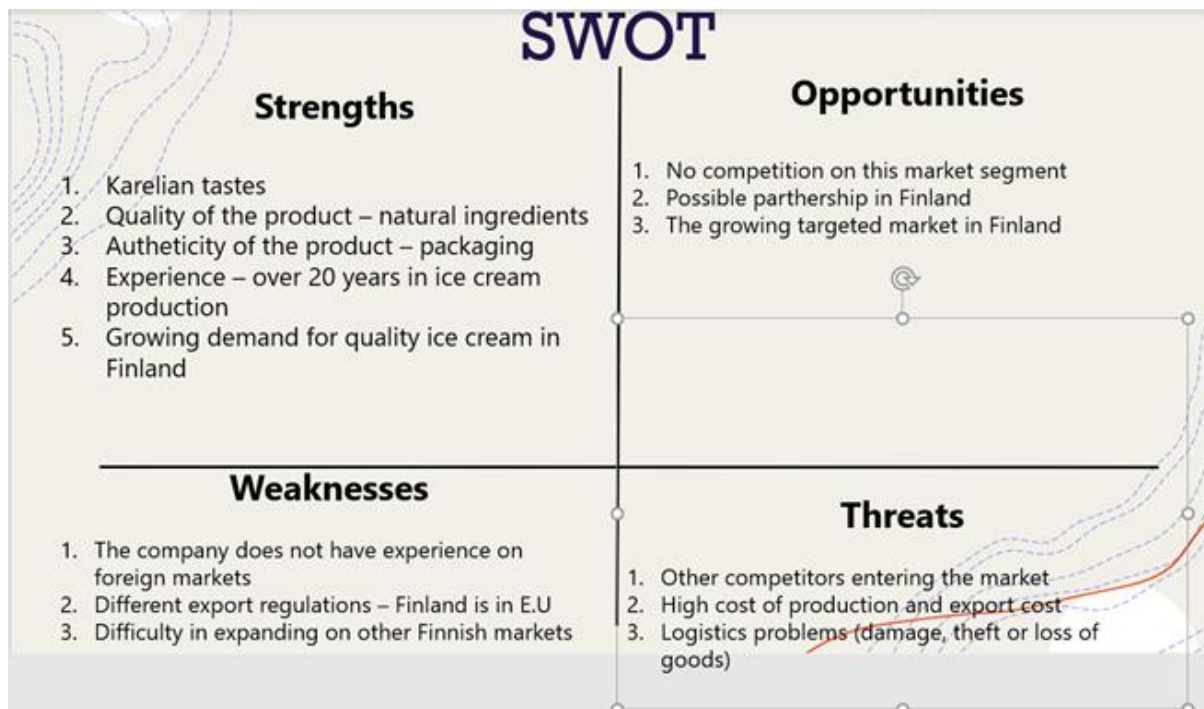 SWOT
Strengths
1. Karelian tastes
2. Quality of the product – natural ingredients
3. Autheticity of the product – packaging
4. Experience – over 20 years in ice cream
production
5. Growing demand for quality ice cream in
Finland
Opportunities
1. No competition on this market segment
2. Possible parthership in Finland
3. The growing targeted market in Finland
Weaknesses
1. The company does not have experience on
foreign markets
2. Different export regulations – Finland is in E.U
3. Difficulty in expanding on other Finnish markets
Threats
1. Other competitors entering the market
2. High cost of production and export cost
3. Logistics problems (damage, theft or loss of
goods)